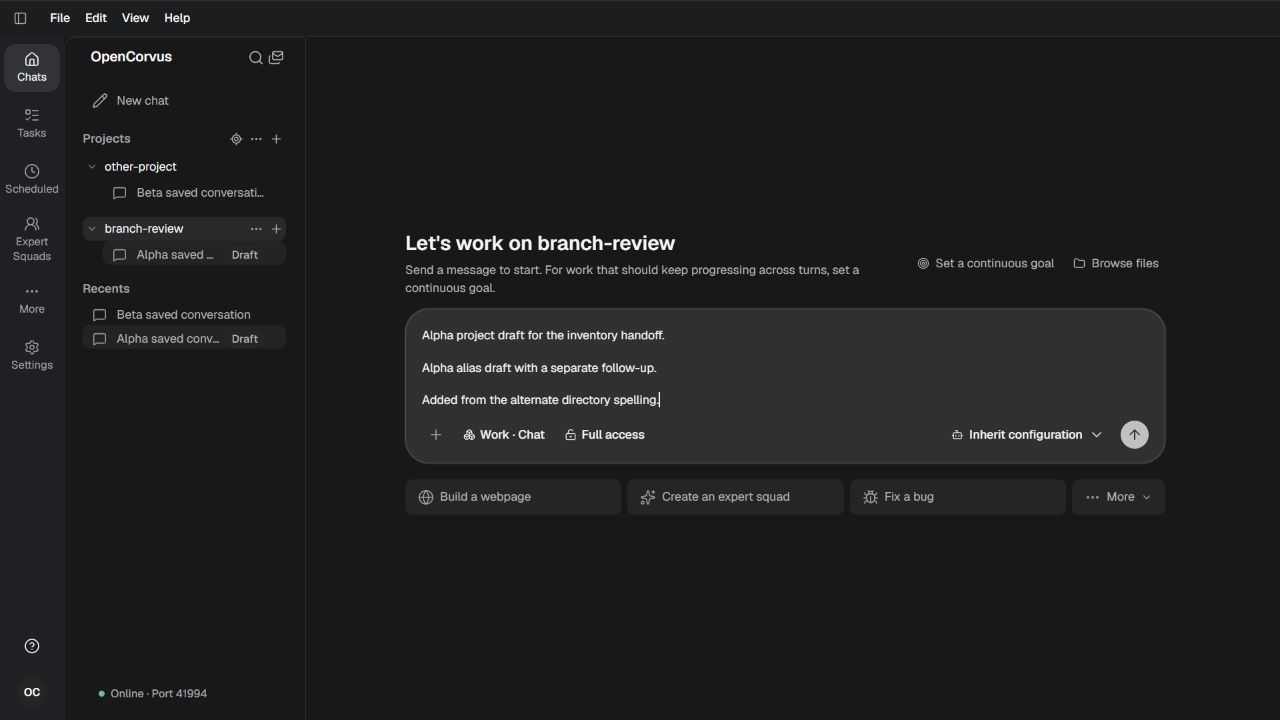 File Edit View Help
Chats
Tasks
Scheduled
Expert
Squads
More
Settings
OC
OpenCorvus
New chat
Projects
other-project
Beta saved conversati...
branch-review
Alpha saved ... Draft
Recents
Beta saved conversation
Alpha saved conv... Draft
Online · Port 41994
Let's work on branch-review
Send a message to start. For work that should keep progressing across turns, set a
continuous goal.
Set a continuous goal Browse files
Alpha project draft for the inventory handoff.
Alpha alias draft with a separate follow-up.
Added from the alternate directory spelling.
Work · Chat Full access Inherit configuration
Build a webpage Create an expert squad Fix a bug More